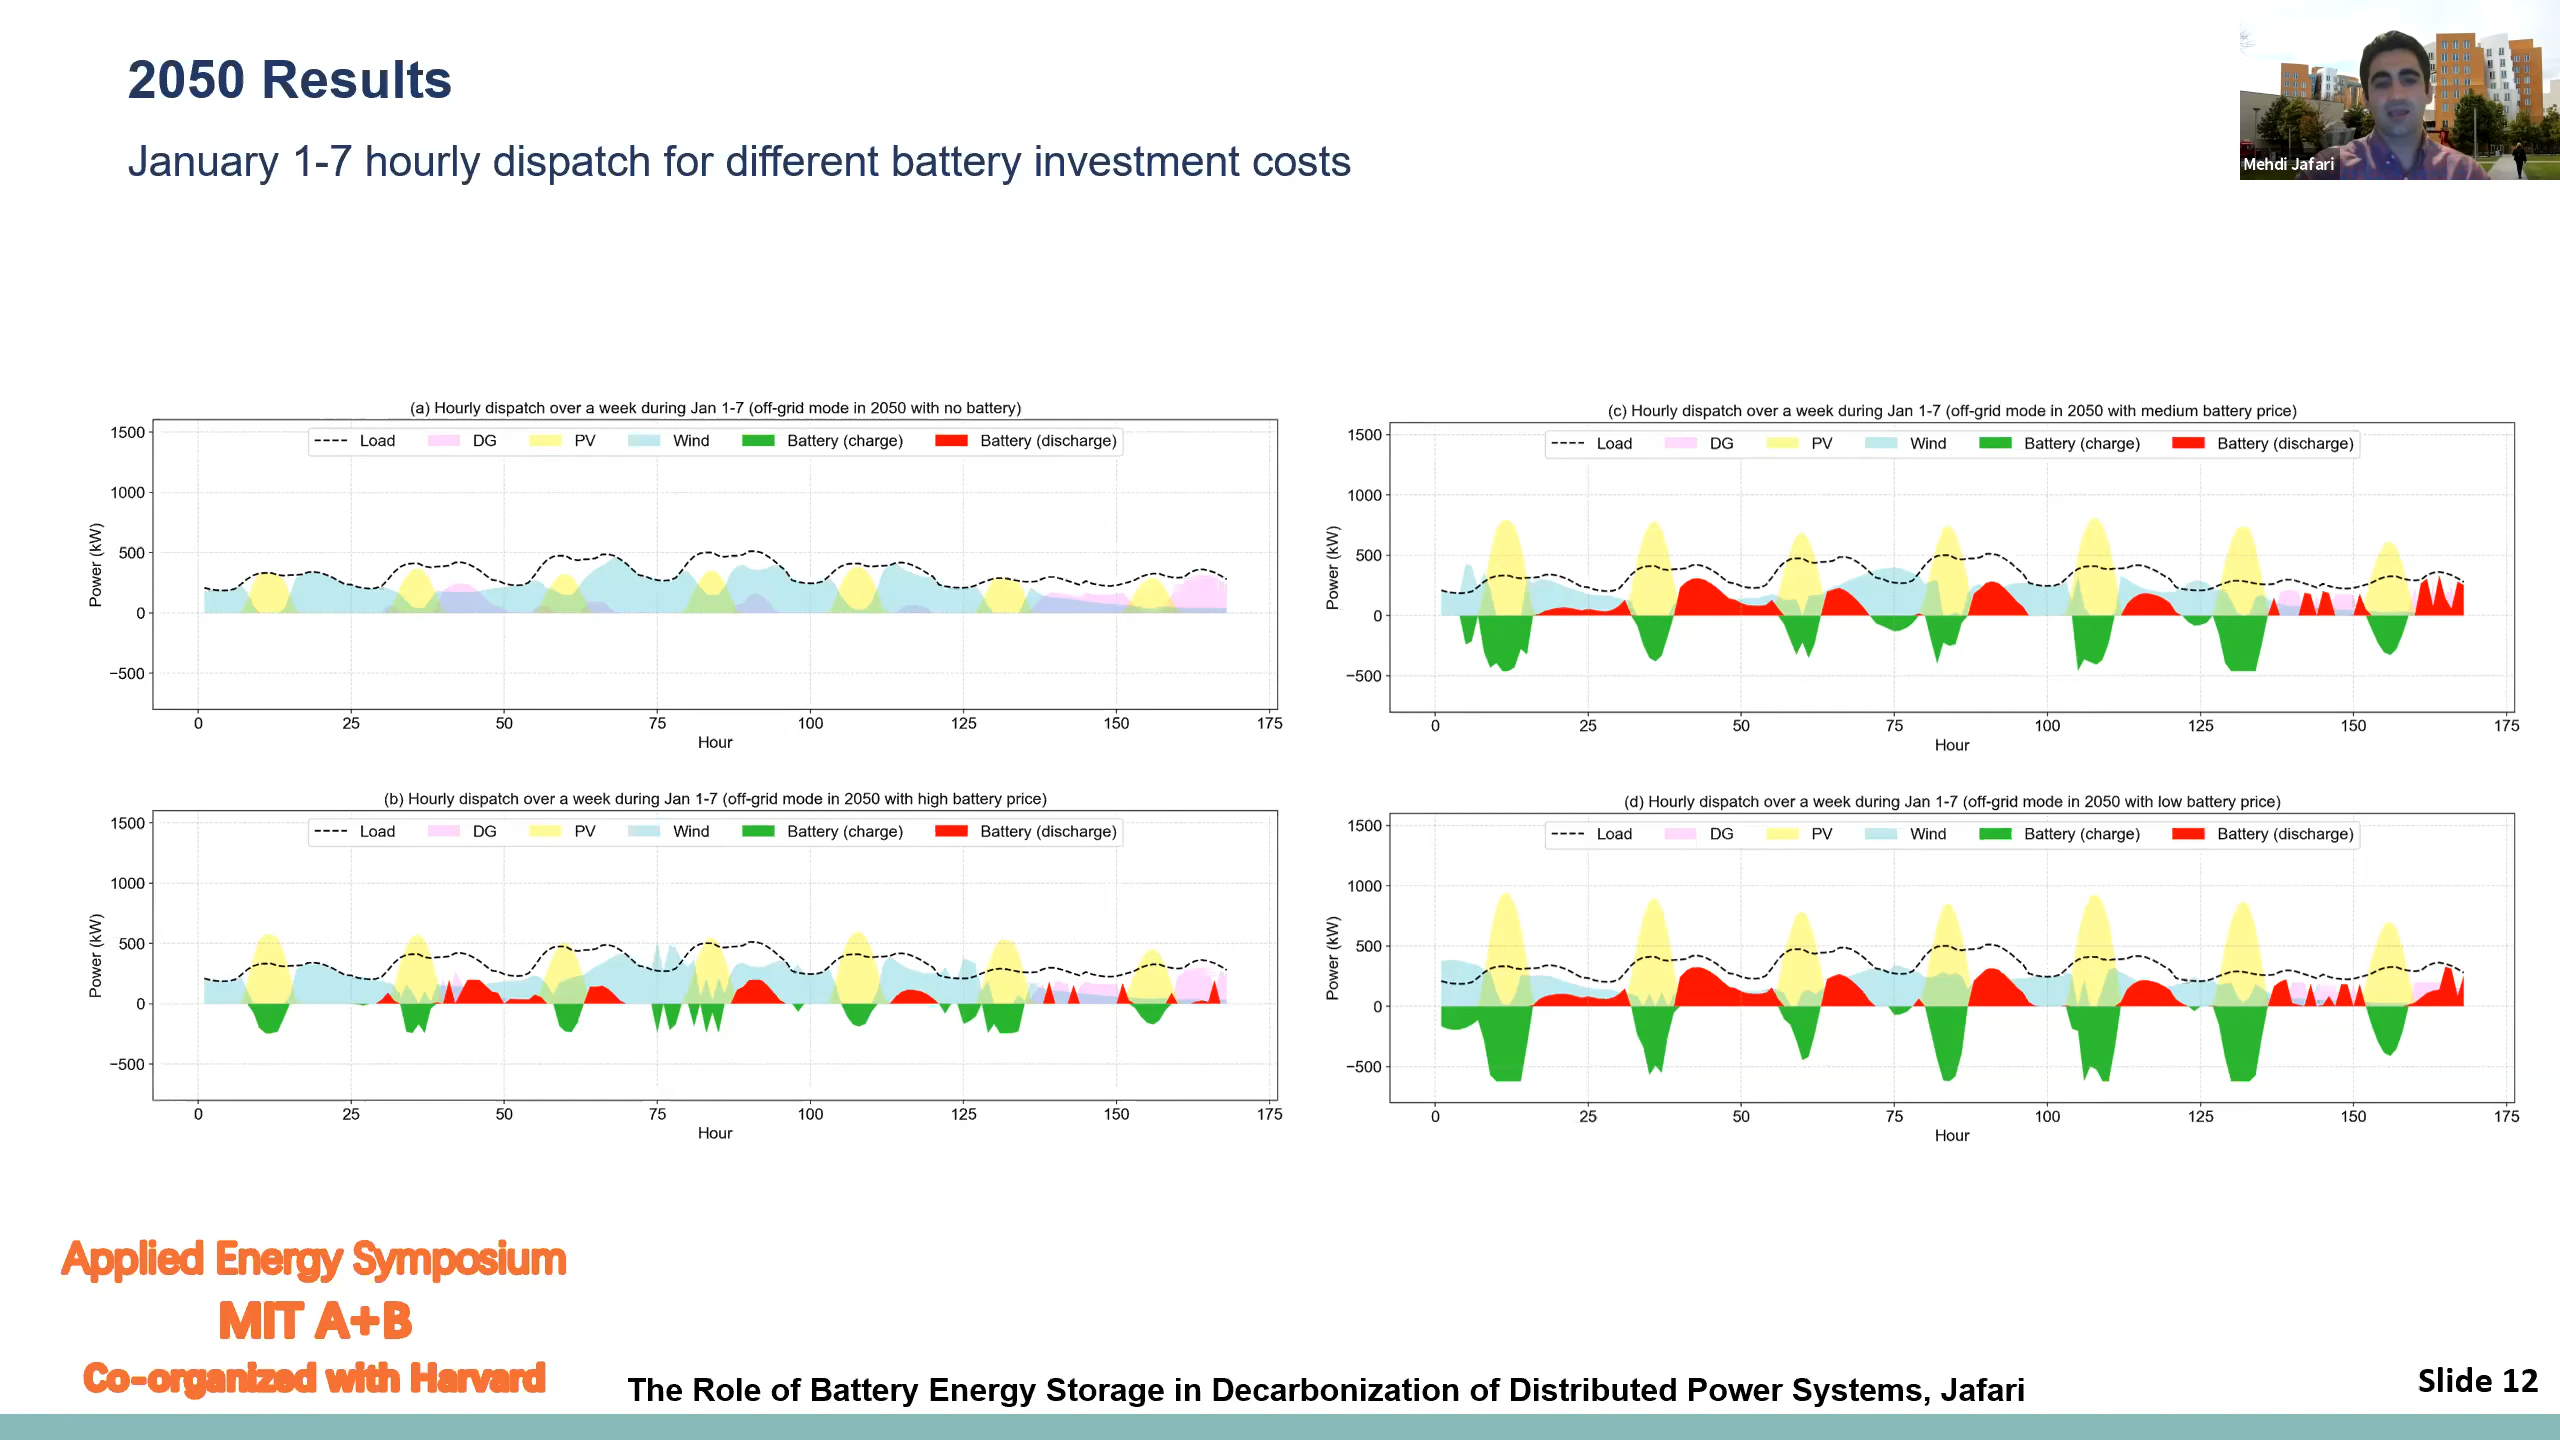 2050 Results
January 1-7 hourly dispatch for different battery investment costs
Mehdi Jafari
(a) Hourly dispatch over a week during Jan 1-7 (off-grid mode in 2050 with no battery)
Load DG PV Wind Battery (charge) Battery (discharge)
1500
1000
500
0
−500
Power (kW)
0 25 50 75 100 125 150 175
Hour
(b) Hourly dispatch over a week during Jan 1-7 (off-grid mode in 2050 with high battery price)
Load DG PV Wind Battery (charge) Battery (discharge)
1500
1000
500
0
−500
Power (kW)
0 25 50 75 100 125 150 175
Hour
(c) Hourly dispatch over a week during Jan 1-7 (off-grid mode in 2050 with medium battery price)
Load DG PV Wind Battery (charge) Battery (discharge)
1500
1000
500
0
−500
Power (kW)
0 25 50 75 100 125 150 175
Hour
(d) Hourly dispatch over a week during Jan 1-7 (off-grid mode in 2050 with low battery price)
Load DG PV Wind Battery (charge) Battery (discharge)
1500
1000
500
0
−500
Power (kW)
0 25 50 75 100 125 150 175
Hour
Applied Energy Symposium
MIT A+B
Co-organized with Harvard
The Role of Battery Energy Storage in Decarbonization of Distributed Power Systems, Jafari
Slide 12